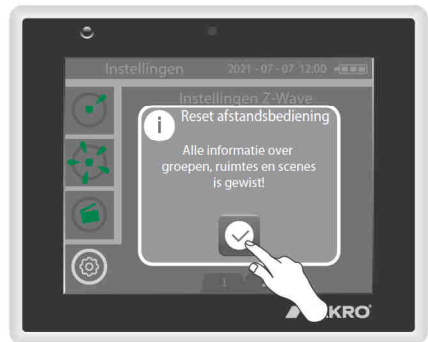 Instellingen 2021 - 07 - 07 12:00
Instellingen Z-Wave
Reset afstandsbediening
Alle informatie over
groepen, ruimtes en scenes
is gewist!
1
KRO